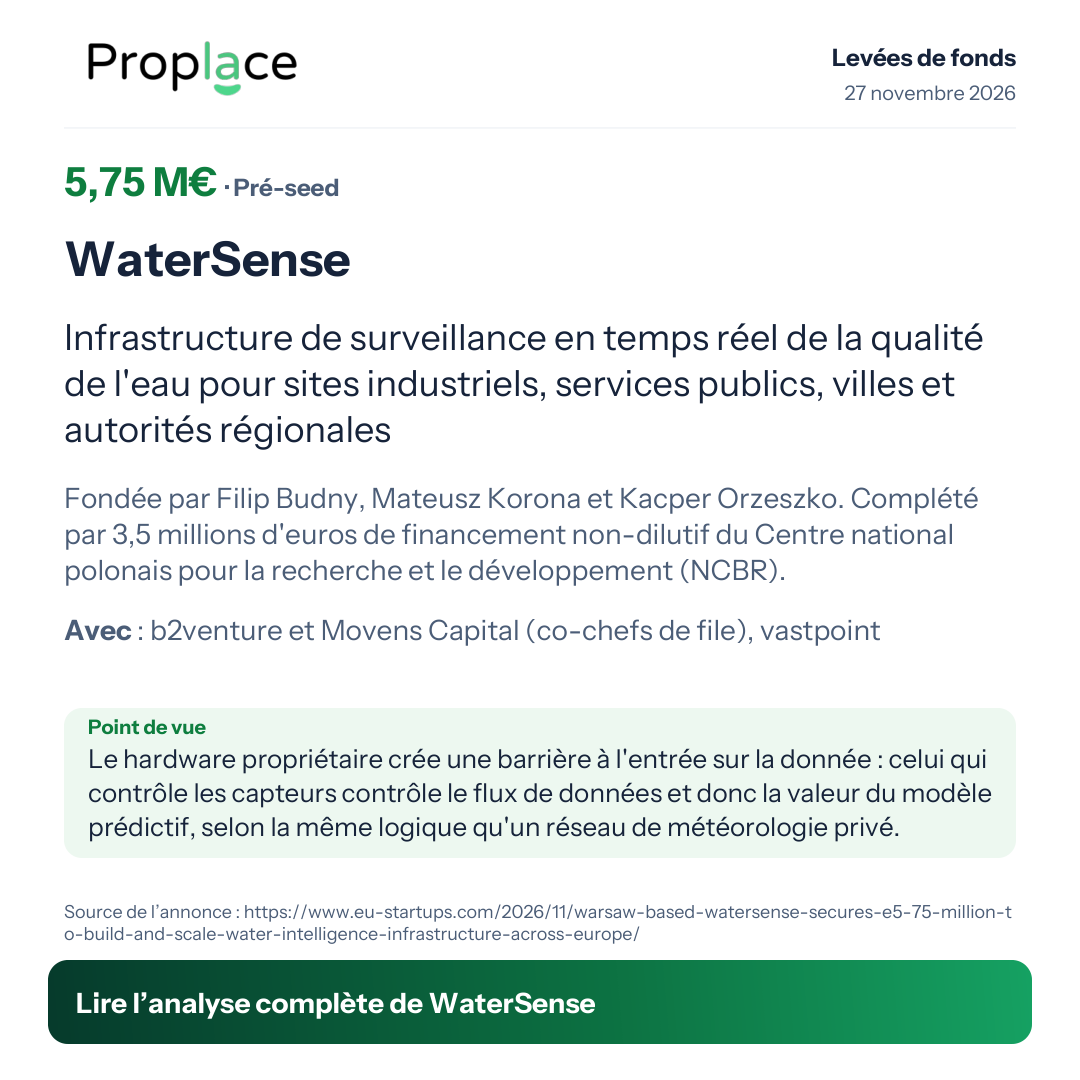 Proplace
Levées de fonds
27 novembre 2026
5,75 M€ · Pré-seed
WaterSense
Infrastructure de surveillance en temps réel de la qualité
de l'eau pour sites industriels, services publics, villes et
autorités régionales
Fondée par Filip Budny, Mateusz Korona et Kacper Orzeszko. Complété
par 3,5 millions d'euros de financement non-dilutif du Centre national
polonais pour la recherche et le développement (NCBR).
Avec : b2venture et Movens Capital (co-chefs de file), vastpoint
Point de vue
Le hardware propriétaire crée une barrière à l'entrée sur la donnée : celui qui
contrôle les capteurs contrôle le flux de données et donc la valeur du modèle
prédictif, selon la même logique qu'un réseau de météorologie privé.
Source de l’annonce : https://www.eu-startups.com/2026/11/warsaw-based-watersense-secures-e5-75-million-t
o-build-and-scale-water-intelligence-infrastructure-across-europe/
Lire l’analyse complète de WaterSense